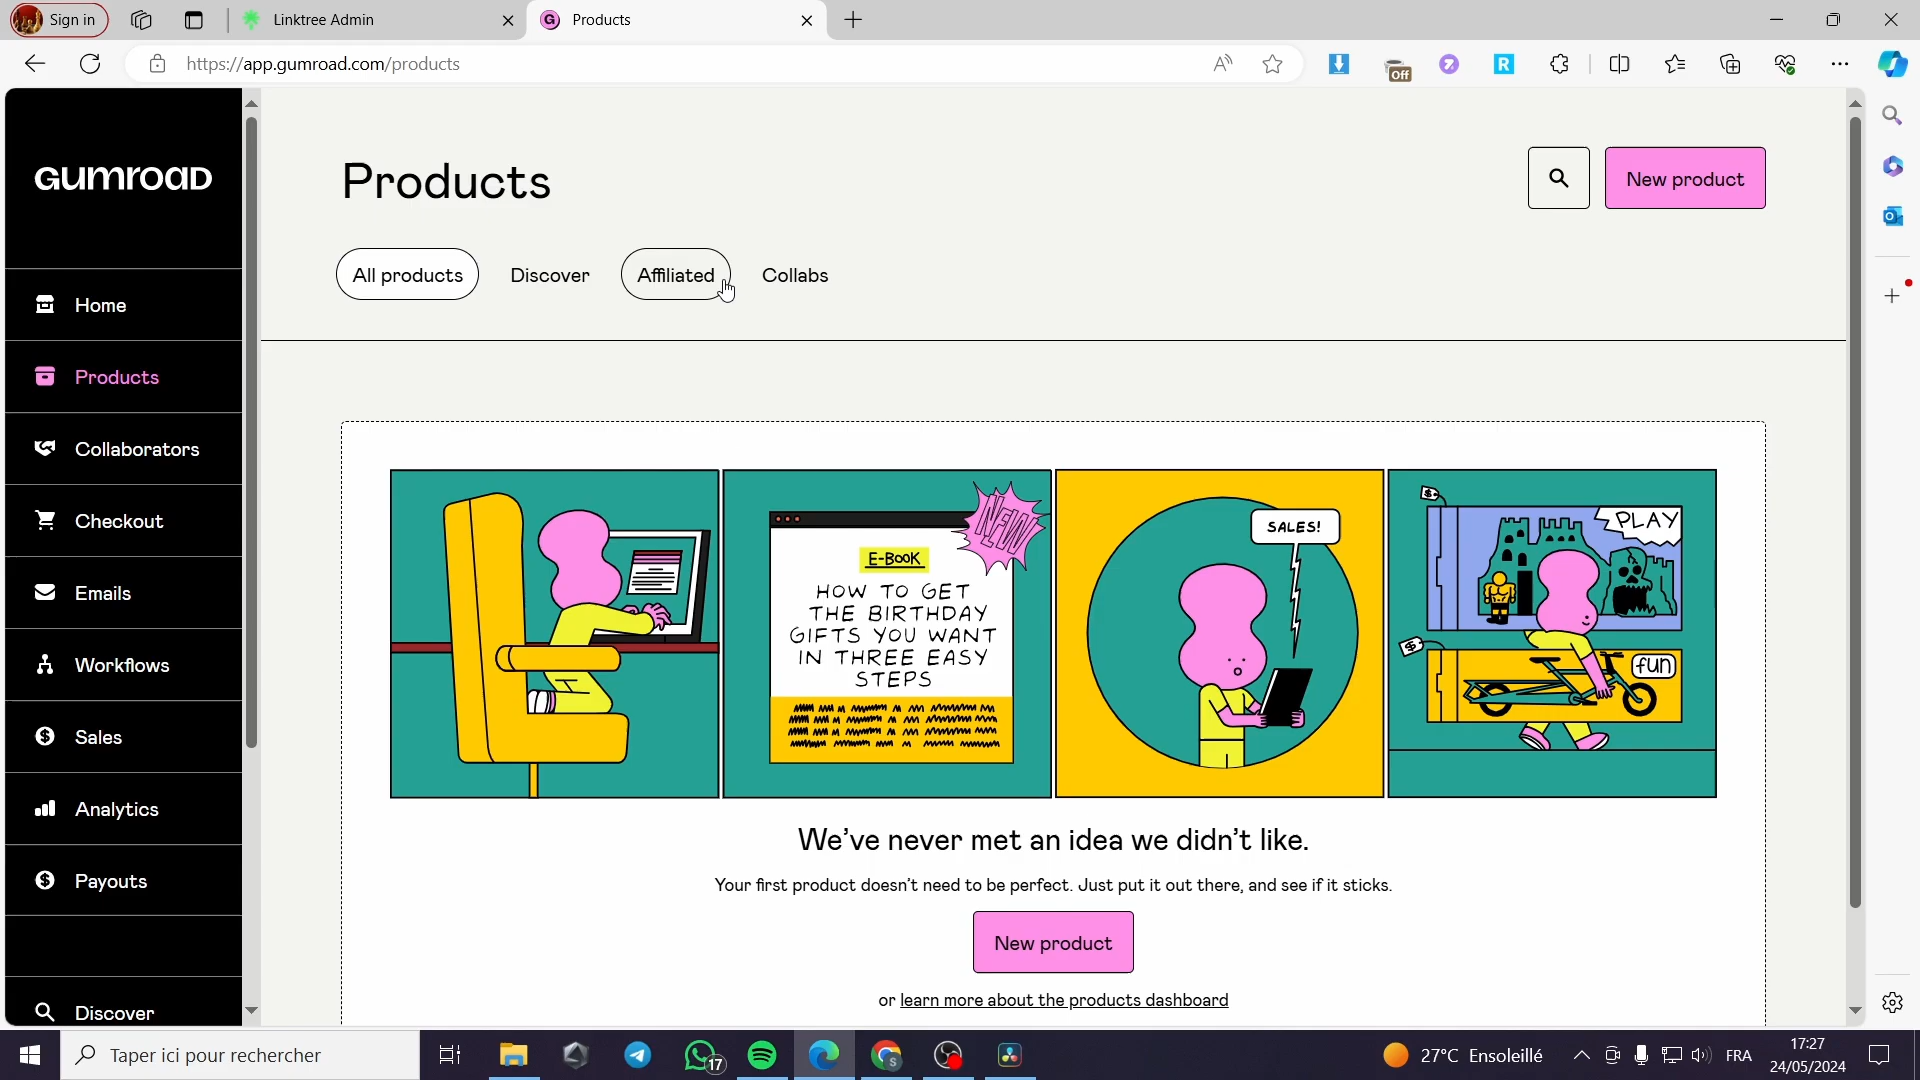 Sign in
Linktree Admin
Products
https://app.gumroad.com/products
Off
GUMROAD
Home
Products
Collaborators
Checkout
Emails
Workflows
Sales
Analytics
Payouts
Discover
Products
New product
All products
Discover
Affiliated
Collabs
NEW
E-BOOK
HOW TO GET
THE BIRTHDAY
GIFTS YOU WANT
IN THREE EASY
STEPS
SALES!
PLAY
fun
We've never met an idea we didn't like.
Your first product doesn't need to be perfect. Just put it out there, and see if it sticks.
New product
or learn more about the products dashboard
Taper ici pour rechercher
17
27°C Ensoleillé
FRA
17:27
24/05/2024